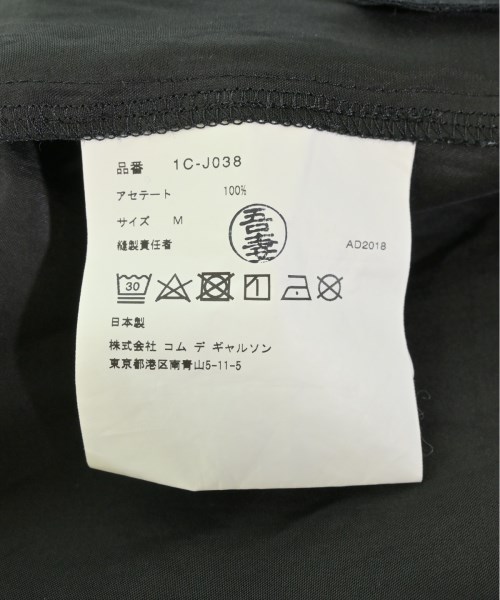 品番 1C-J038
アセテート 100%
サイズ M
縫製責任者 吾妻 AD2018
30
日本製
株式会社 コム デ ギャルソン
東京都港区南青山5-11-5